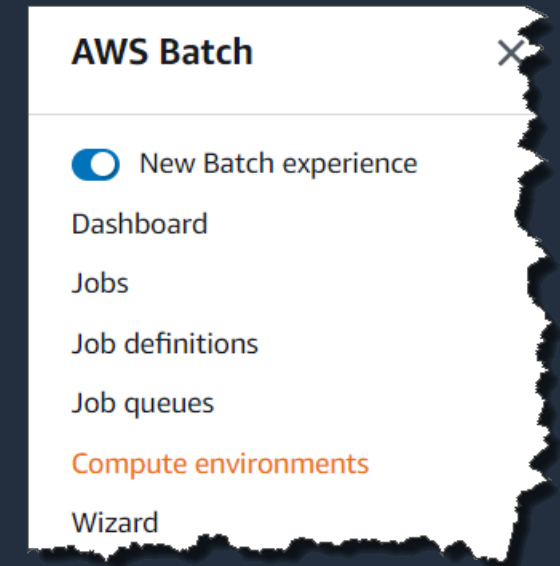 AWS Batch
New Batch experience
Dashboard
Jobs
Job definitions
Job queues
Compute environments
Wizard